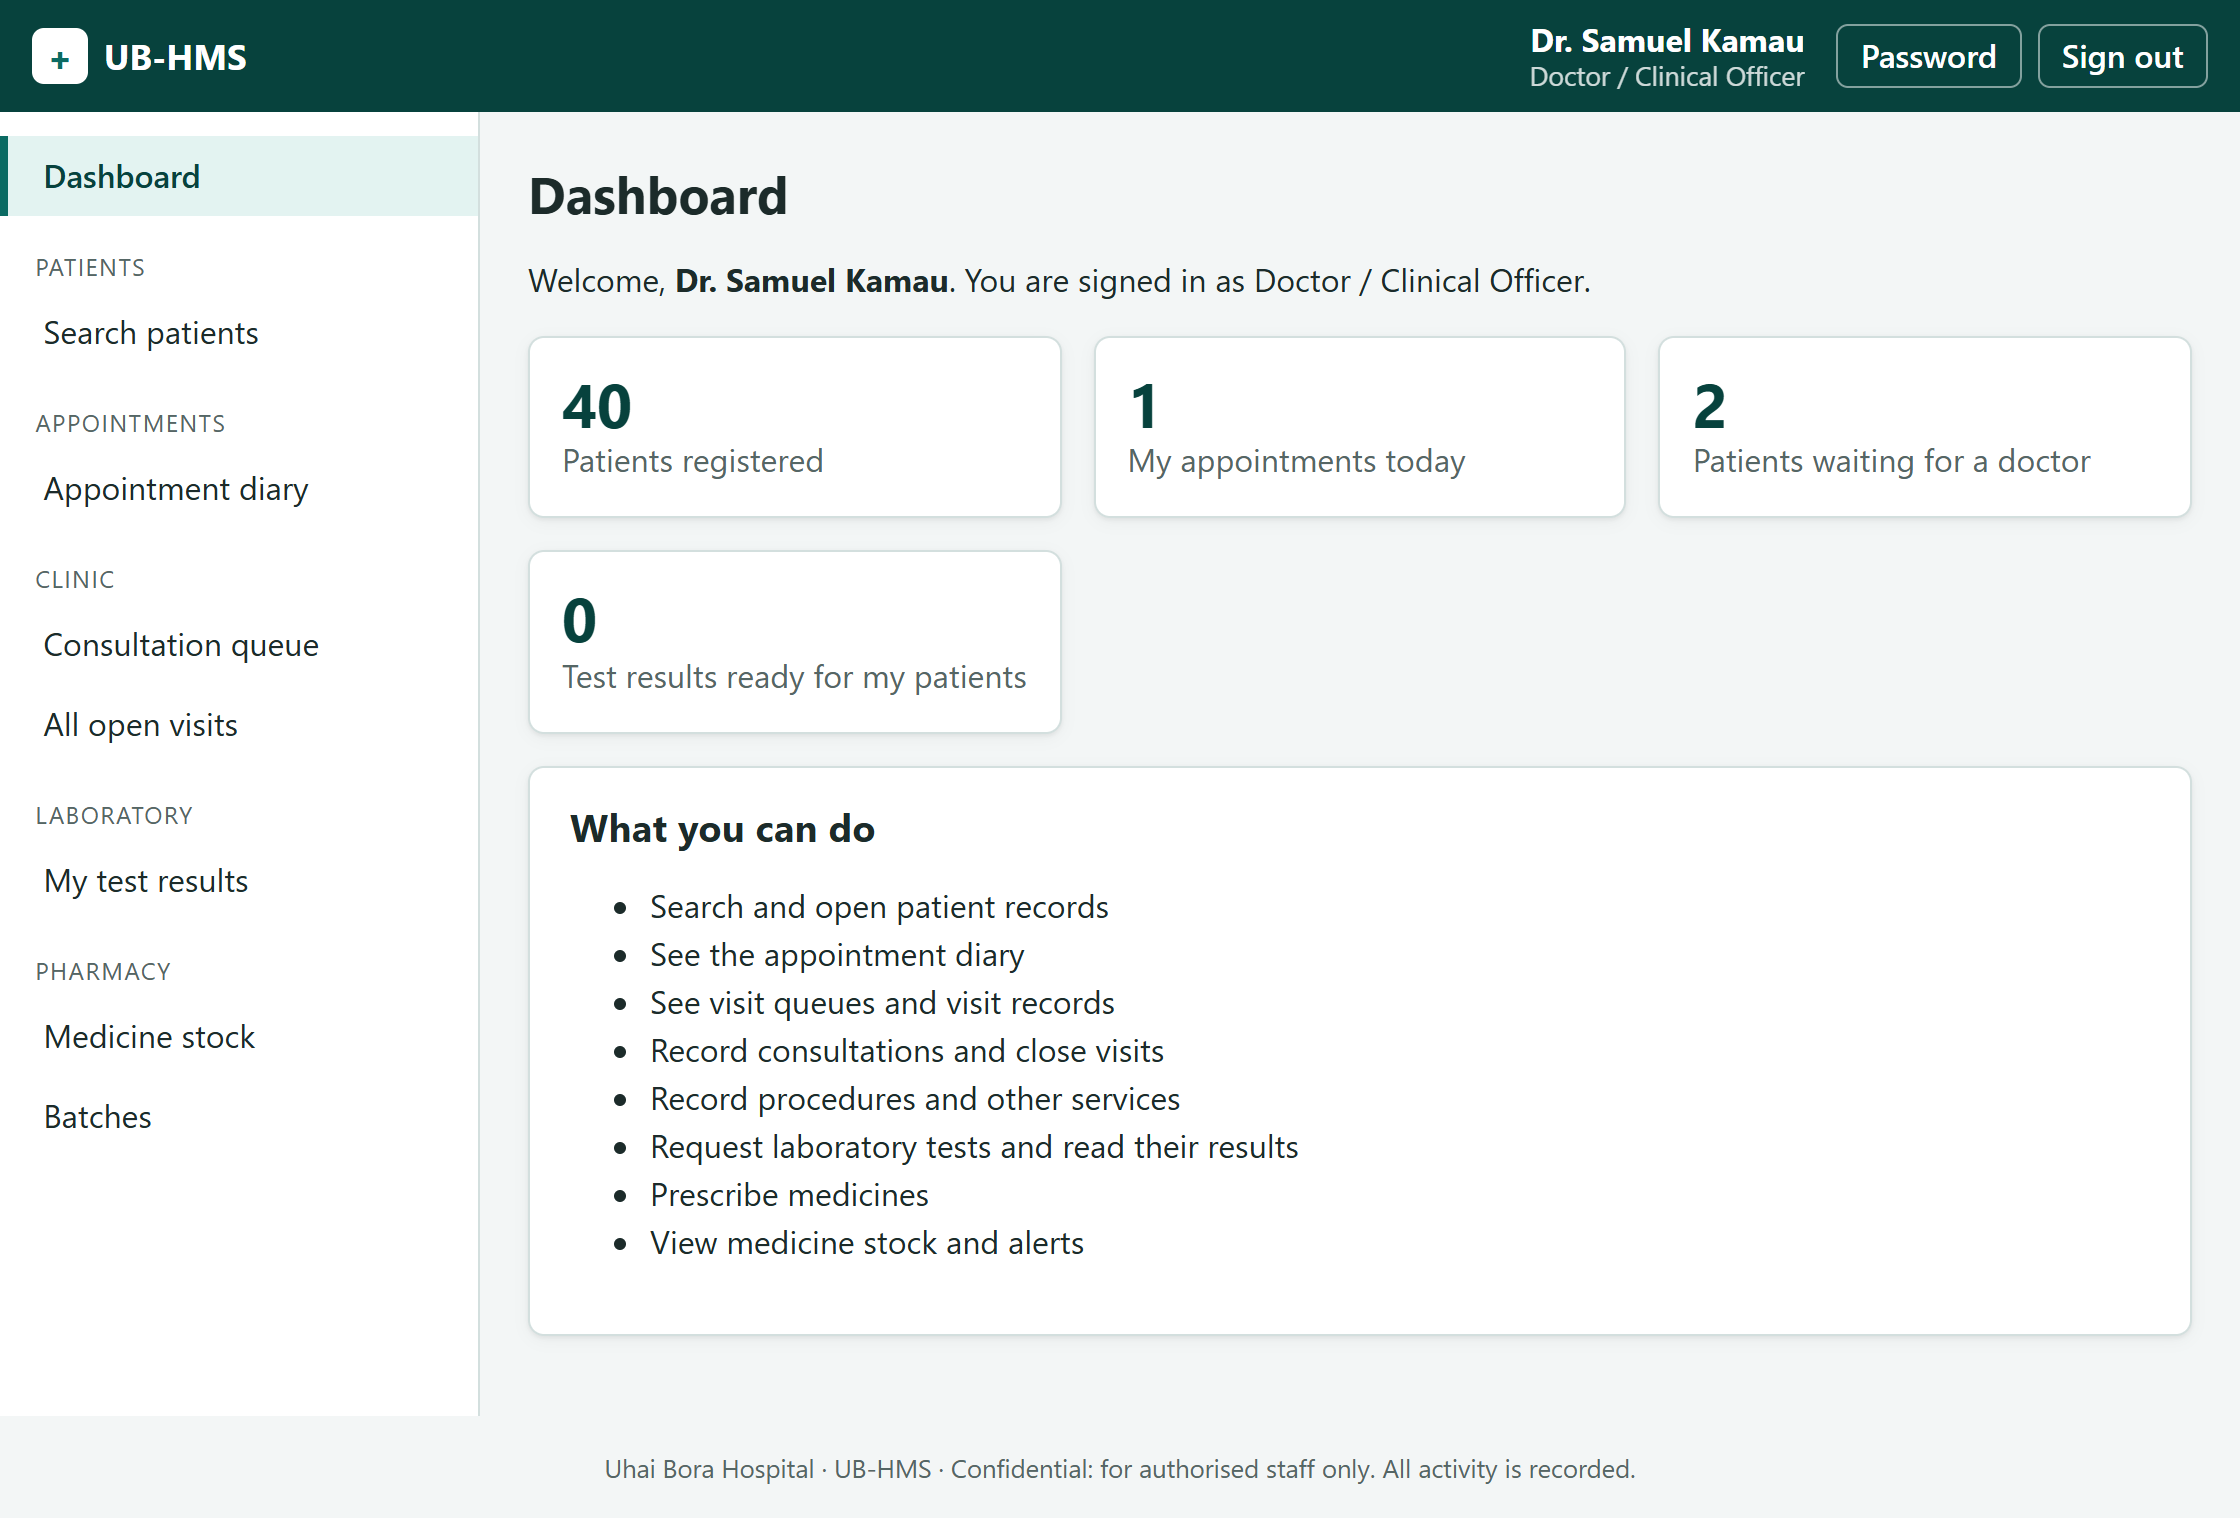 + UB-HMS
Dr. Samuel Kamau
Doctor / Clinical Officer
Password
Sign out
Dashboard
PATIENTS
Search patients
APPOINTMENTS
Appointment diary
CLINIC
Consultation queue
All open visits
LABORATORY
My test results
PHARMACY
Medicine stock
Batches
Dashboard
Welcome, Dr. Samuel Kamau. You are signed in as Doctor / Clinical Officer.
40
Patients registered
1
My appointments today
2
Patients waiting for a doctor
0
Test results ready for my patients
What you can do
• Search and open patient records
• See the appointment diary
• See visit queues and visit records
• Record consultations and close visits
• Record procedures and other services
• Request laboratory tests and read their results
• Prescribe medicines
• View medicine stock and alerts
Uhai Bora Hospital · UB-HMS · Confidential: for authorised staff only. All activity is recorded.